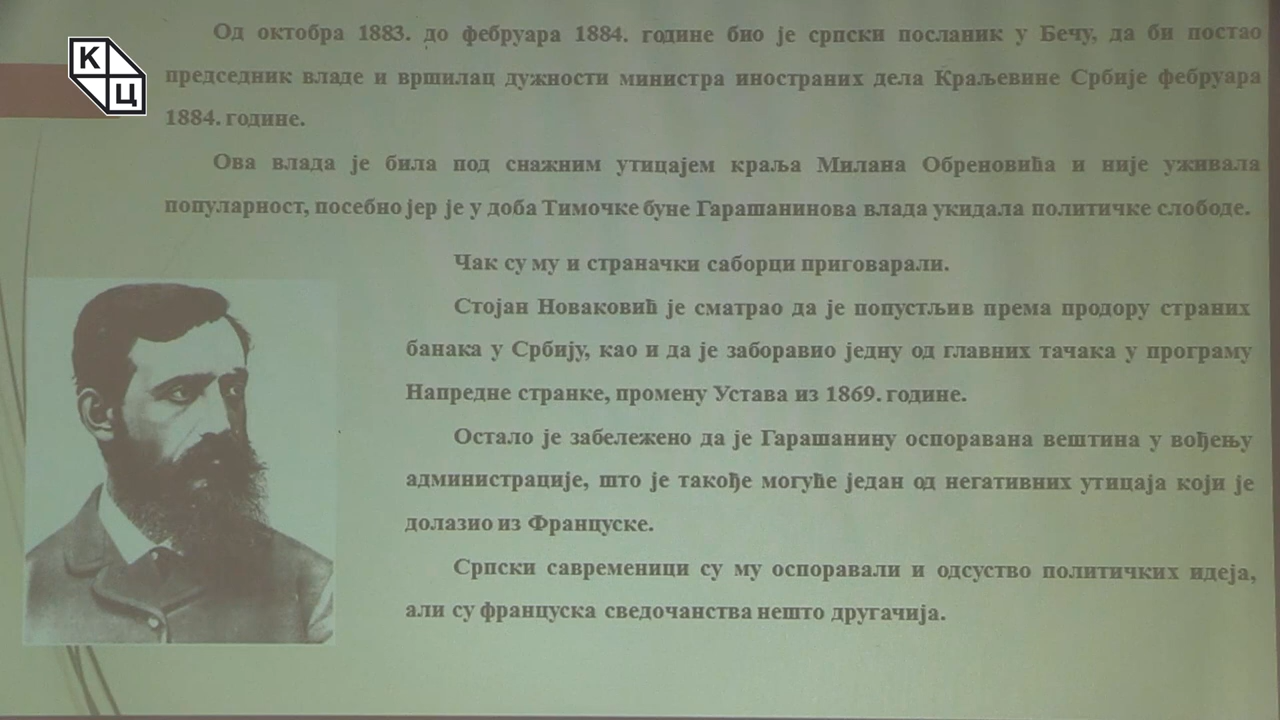 К
Ц
Од октобра 1883. до фебруара 1884. године био је српски посланик у Бечу, да би постао
председник владе и вршилац дужности министра иностраних дела Краљевине Србије фебруара
1884. године.
Ова влада је била под снажним утицајем краља Милана Обреновића и није уживала
популарност, посебно јер је у доба Тимочке буне Гарашанинова влада укидала политичке слободе.
Чак су му и страначки саборци приговарали.
Стојан Новаковић је сматрао да је попустљив према продору страних
банака у Србију, као и да је заборавио једну од главних тачака у програму
Напредне странке, промену Устава из 1869. године.
Остало је забележено да је Гарашанину оспоравана вештина у вођењу
администрације, што је такође могуће један од негативних утицаја који је
долазио из Француске.
Српски савременици су му оспоравали и одсуство политичких идеја,
али су француска сведочанства нешто другачија.